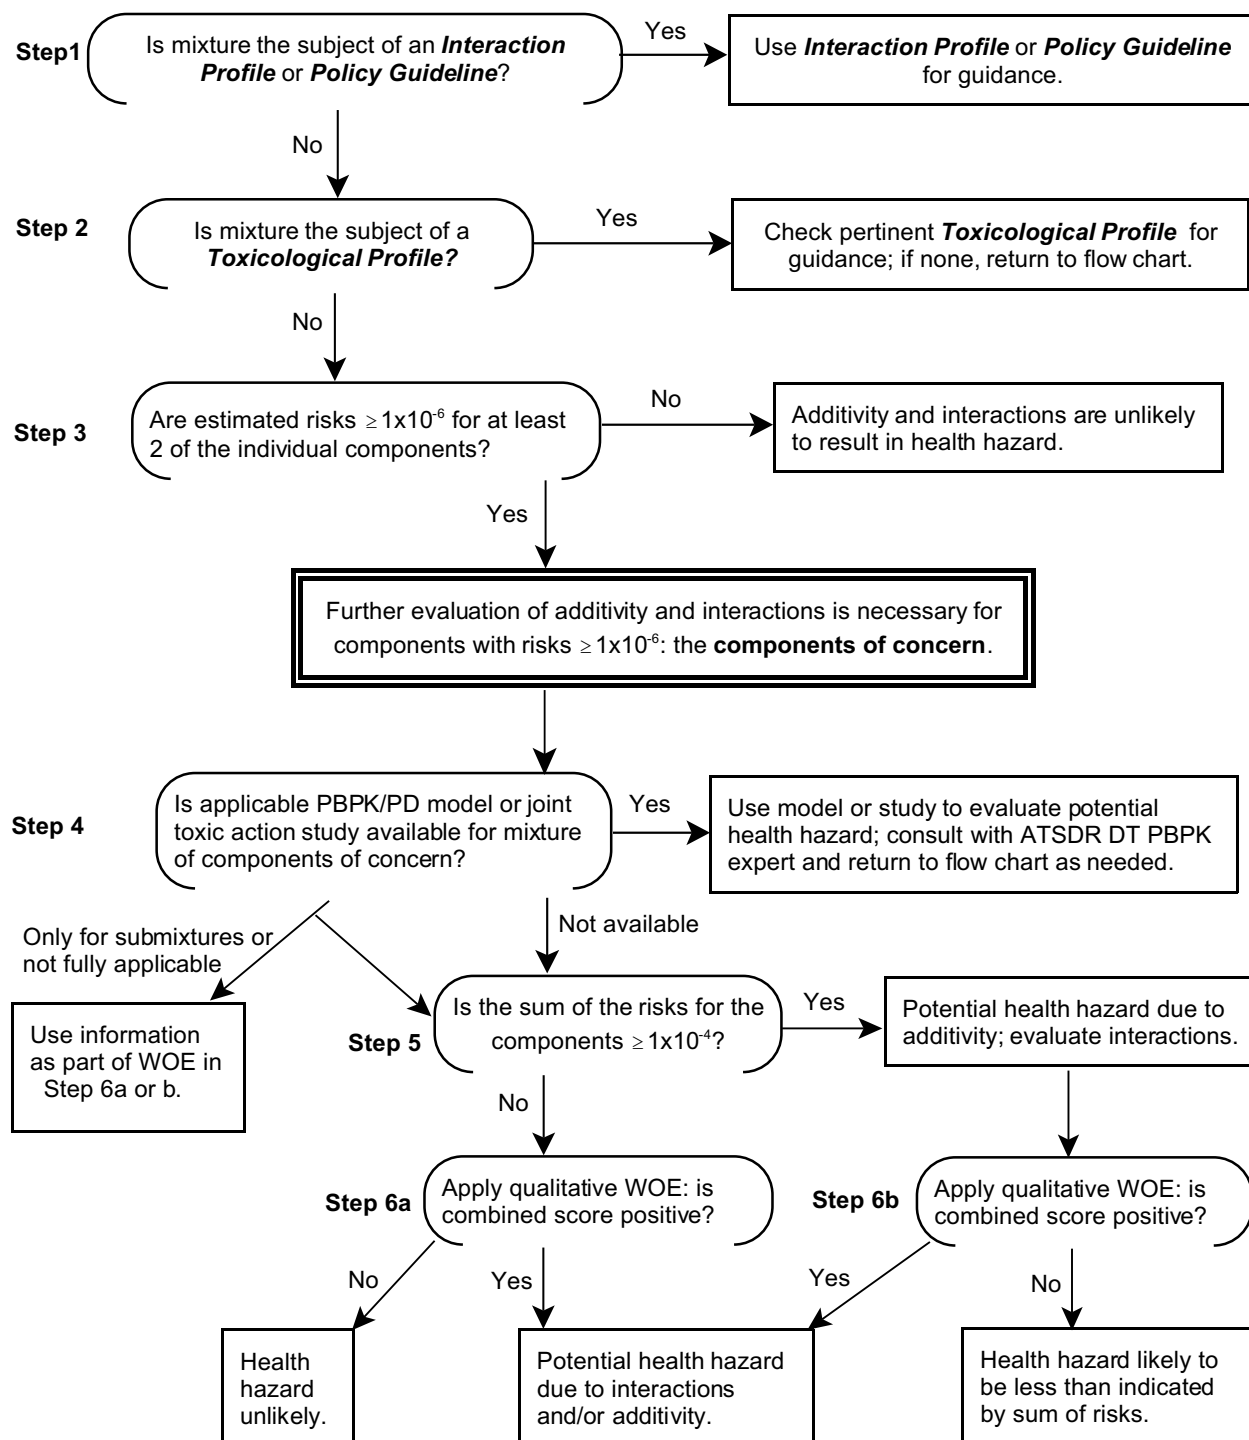 Step1
Is mixture the subject of an Interaction
Profile or Policy Guideline?
Yes
Use Interaction Profile or Policy Guideline
for guidance.
No
Step 2
Is mixture the subject of a
Toxicological Profile?
Yes
Check pertinent Toxicological Profile for
guidance; if none, return to flow chart.
No
Step 3
Are estimated risks ≥ 1x10⁻⁶ for at least
2 of the individual components?
No
Additivity and interactions are unlikely
to result in health hazard.
Yes
Further evaluation of additivity and interactions is necessary for
components with risks ≥ 1x10⁻⁶: the components of concern.
Step 4
Is applicable PBPK/PD model or joint
toxic action study available for mixture
of components of concern?
Yes
Use model or study to evaluate potential
health hazard; consult with ATSDR DT PBPK
expert and return to flow chart as needed.
Only for submixtures or
not fully applicable
Not available
Use information
as part of WOE in
Step 6a or b.
Step 5
Is the sum of the risks for the
components ≥ 1x10⁻⁴?
Yes
Potential health hazard due to
additivity; evaluate interactions.
No
Step 6a
Apply qualitative WOE: is
combined score positive?
Step 6b
Apply qualitative WOE: is
combined score positive?
No
Yes
Yes
No
Health
hazard
unlikely.
Potential health hazard
due to interactions
and/or additivity.
Health hazard likely to
be less than indicated
by sum of risks.